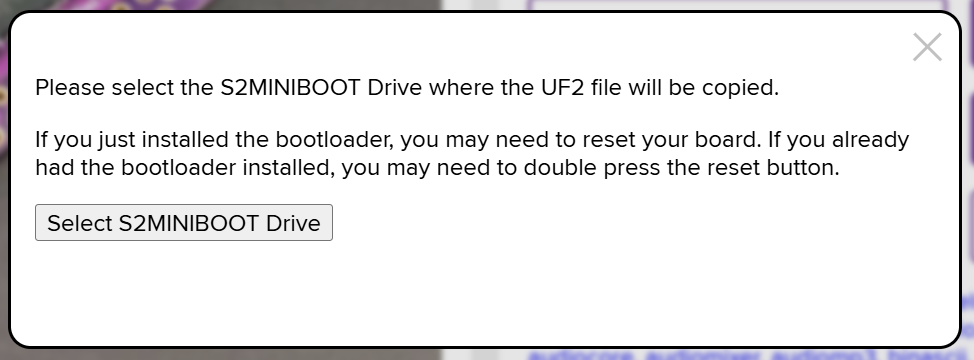 Please select the S2MINIBOOT Drive where the UF2 file will be copied.
If you just installed the bootloader, you may need to reset your board. If you already
had the bootloader installed, you may need to double press the reset button.
Select S2MINIBOOT Drive